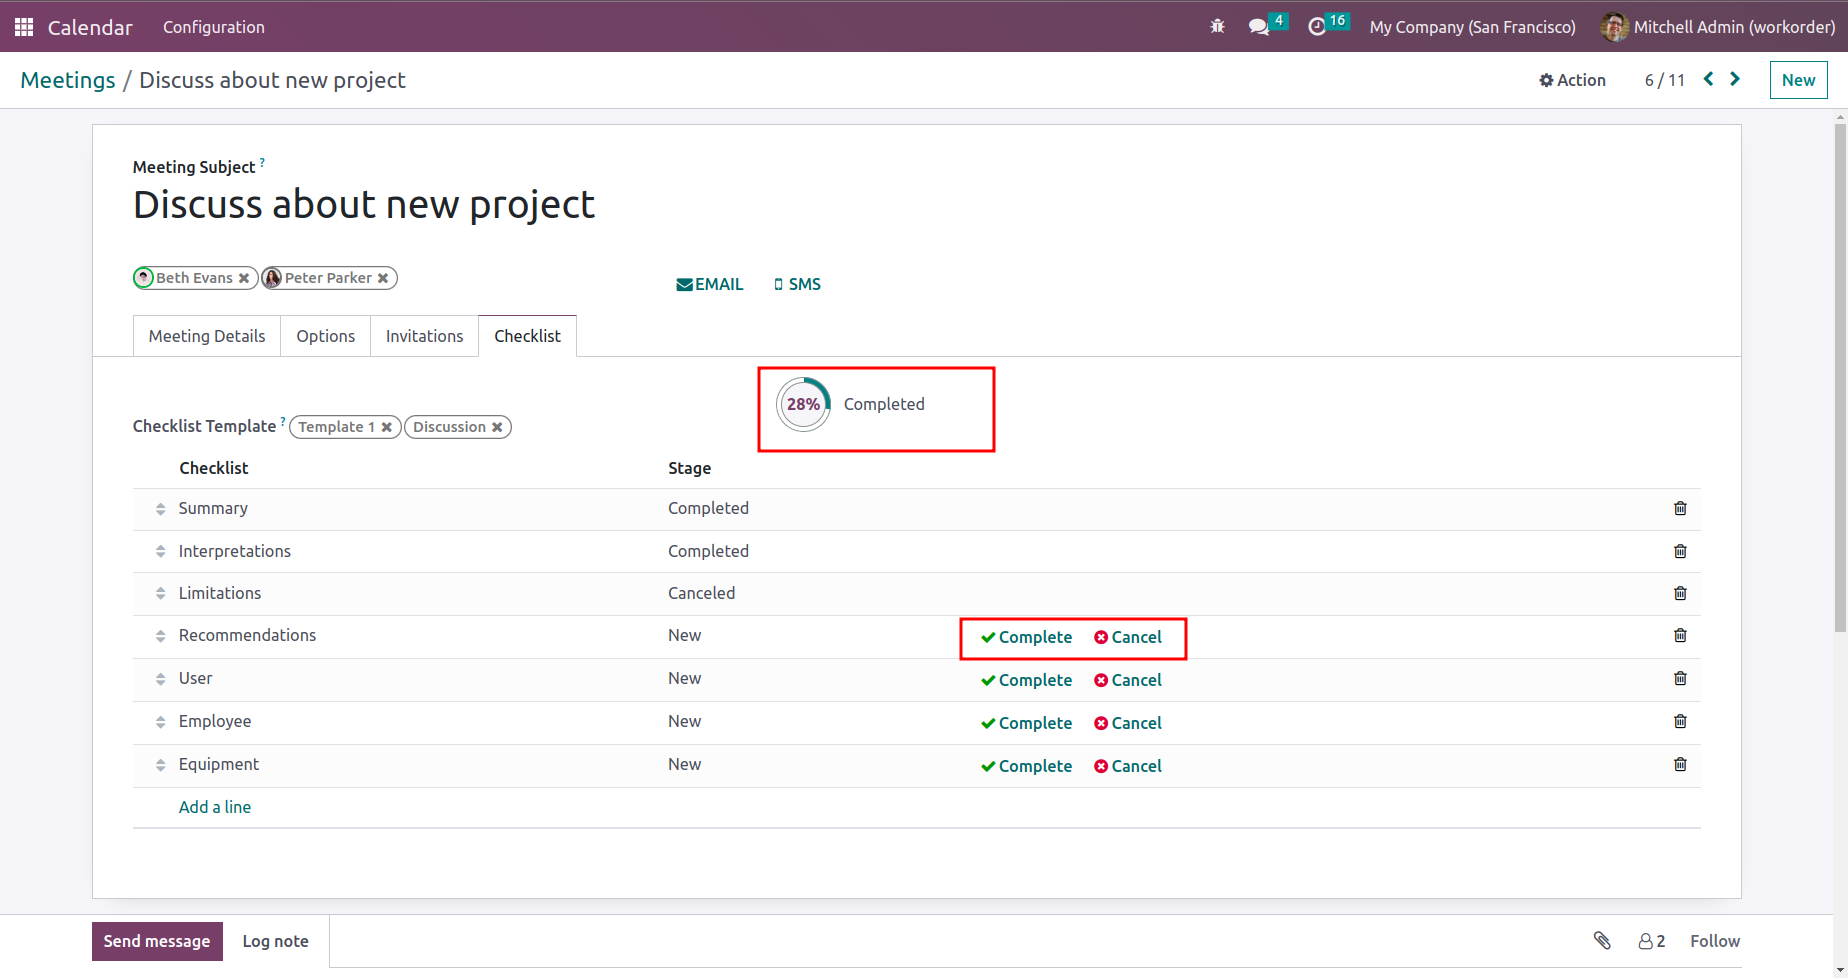 Calendar Configuration 4 16 My Company (San Francisco) Mitchell Admin (workorder)
Meetings / Discuss about new project Action 6 / 11 New
Meeting Subject ?
Discuss about new project
Beth Evans Peter Parker EMAIL SMS
Meeting Details Options Invitations Checklist
28% Completed
Checklist Template ? Template 1 Discussion
Checklist Stage
Summary Completed
Interpretations Completed
Limitations Canceled
Recommendations New Complete Cancel
User New Complete Cancel
Employee New Complete Cancel
Equipment New Complete Cancel
Add a line
Send message Log note 2 Follow